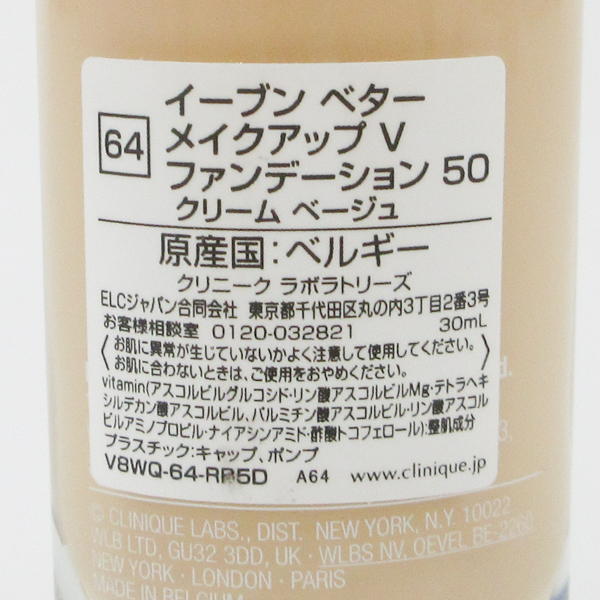 64
イーブン ベター
メイクアップ V
ファンデーション 50
クリーム ベージュ
原産国:ベルギー
クリニーク ラボラトリーズ
ELCジャパン合同会社 東京都千代田区丸の内3丁目2番3号
お客様相談室 0120-032821 30mL
〈お肌に異常が生じていないかよく注意して使用してください。
お肌に合わないときは、ご使用をおやめください。〉
vitamin(アスコルビルグルコシド・リン酸アスコルビルMg・テトラヘキ
シルデカン酸アスコルビル、パルミチン酸アスコルビル・リン酸アスコル
ビルアミノプロピル・ナイアシンアミド・酢酸トコフェロール):整肌成分
プラスチック:キャップ、ポンプ
V8WQ-64-RP5D A64 www.clinique.jp
© CLINIQUE LABS., DIST. NEW YORK, N.Y. 10022
WLB LTD, GU32 3DD, UK · WLBS NV, OEVEL BE-2260
NEW YORK · LONDON · PARIS
MADE IN BELGIUM